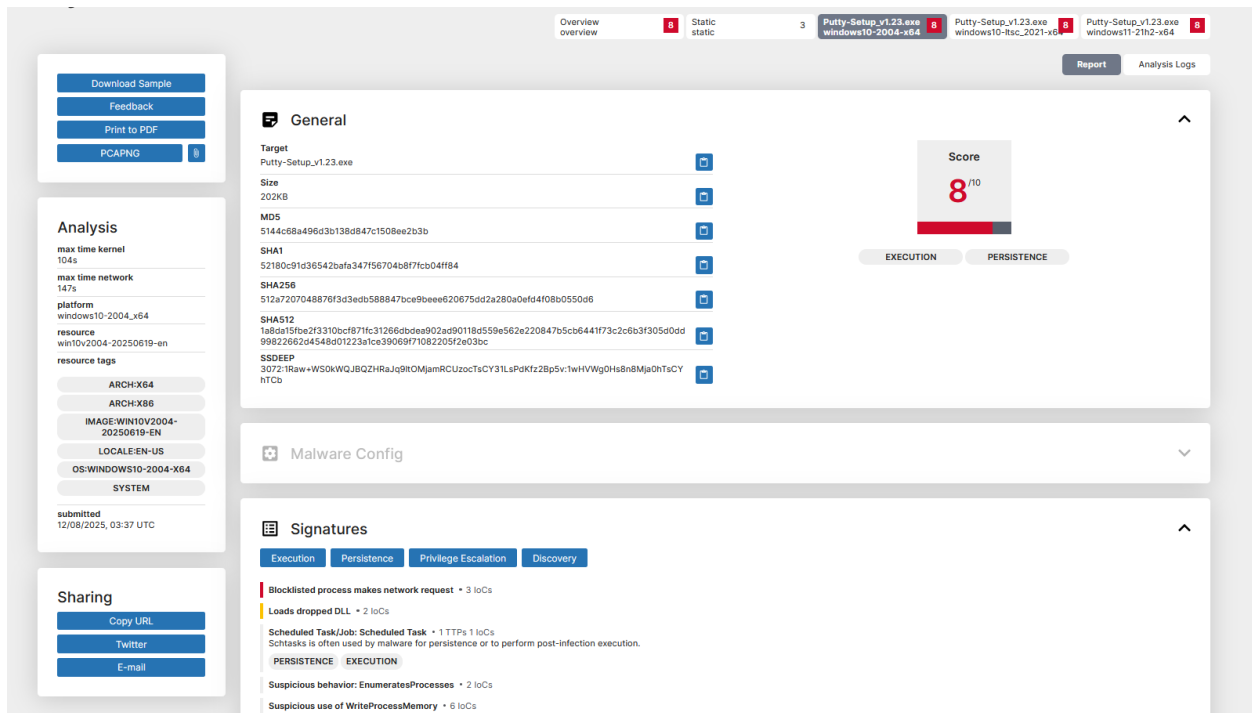 Overview
overview
8
Static
static
3
Putty-Setup_v1.23.exe
windows10-2004-x64
8
Putty-Setup_v1.23.exe
windows10-ltsc_2021-x64
8
Putty-Setup_v1.23.exe
windows11-21h2-x64
8
Report
Analysis Logs
Download Sample
Feedback
Print to PDF
PCAPNG
Analysis
max time kernel
104s
max time network
147s
platform
windows10-2004_x64
resource
win10v2004-20250619-en
resource tags
ARCH:X64
ARCH:X86
IMAGE:WIN10V2004-
20250619-EN
LOCALE:EN-US
OS:WINDOWS10-2004-X64
SYSTEM
submitted
12/08/2025, 03:37 UTC
Sharing
Copy URL
Twitter
E-mail
General
Target
Putty-Setup_v1.23.exe
Size
202KB
MD5
5144c68a496d3b138d847c1508ee2b3b
SHA1
52180c91d36542bafa347f56704b8f7fcb04ff84
SHA256
512a7207048876f3d3edb588847bce9beee620675dd2a280a0efd4f08b0550d6
SHA512
1a8da15fbe2f3310bcf871fc31266dbdea902ad90118d559e562e220847b5cb6441f73c2c6b3f305d0dd
99822662d4548d01223a1ce39069f71082205f2e03bc
SSDEEP
3072:1Raw+WS0kWQJBQZHRaJq9ltOMjamRCUzocTsCY31LsPdKfz2Bp5v:1wHVWg0Hs8n8Mja0hTsCY
hTCb
Score
8/10
EXECUTION
PERSISTENCE
Malware Config
Signatures
Execution
Persistence
Privilege Escalation
Discovery
Blocklisted process makes network request • 3 IoCs
Loads dropped DLL • 2 IoCs
Scheduled Task/Job: Scheduled Task • 1 TTPs 1 IoCs
Schtasks is often used by malware for persistence or to perform post-infection execution.
PERSISTENCE
EXECUTION
Suspicious behavior: EnumeratesProcesses • 2 IoCs
Suspicious use of WriteProcessMemory • 6 IoCs